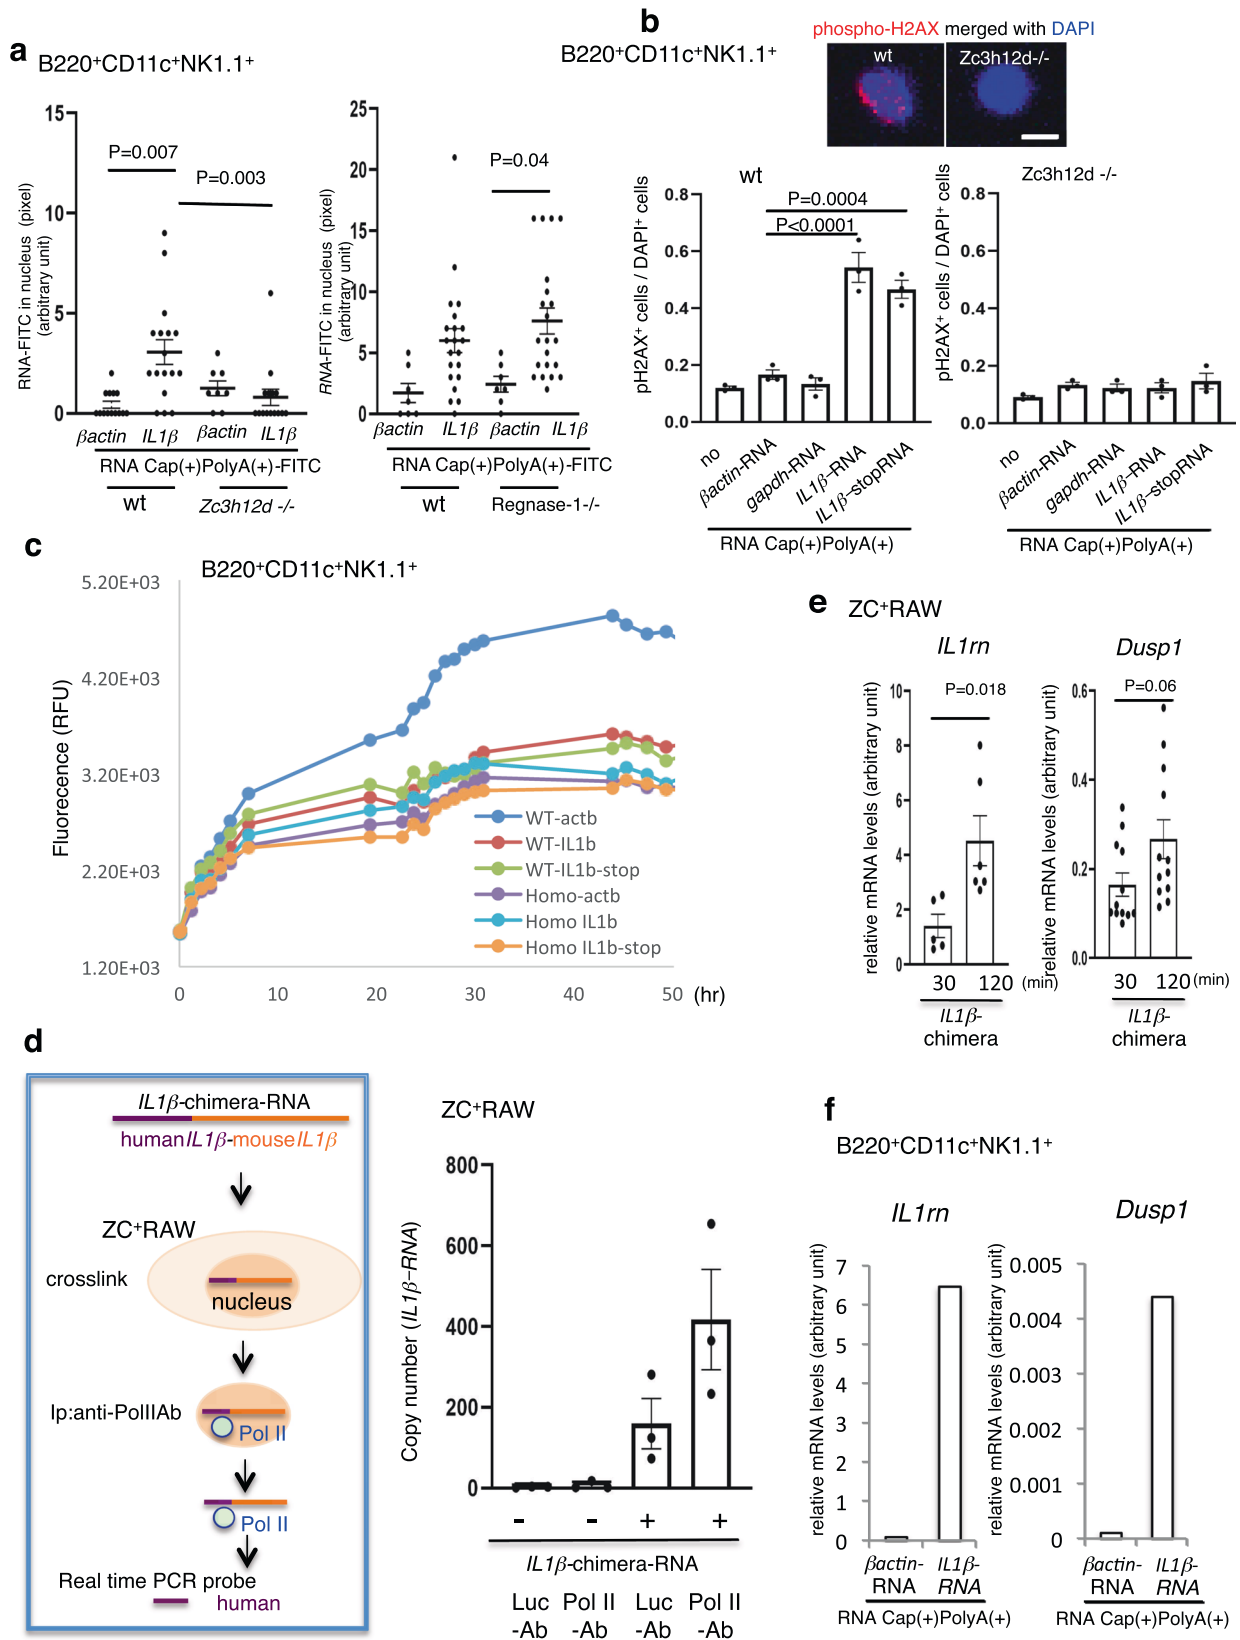 a
B220+CD11c+NK1.1+
RNA-FITC in nucleus (pixel)
(arbitrary unit)
15
10
5
0
P=0.007
P=0.003
βactin IL1β βactin IL1β
RNA Cap(+)PolyA(+)-FITC
wt Zc3h12d -/-
RNA-FITC in nucleus (pixel)
(arbitrary unit)
25
20
15
10
5
0
P=0.04
βactin IL1β βactin IL1β
RNA Cap(+)PolyA(+)-FITC
wt Regnase-1-/-
b
B220+CD11c+NK1.1+
phospho-H2AX merged with DAPI
wt
Zc3h12d-/-
wt
pH2AX+ cells / DAPI+ cells
0.8
0.6
0.4
0.2
0.0
P=0.0004
P<0.0001
no
βactin-RNA
gapdh-RNA
IL1β-RNA
IL1β-stopRNA
RNA Cap(+)PolyA(+)
Zc3h12d -/-
pH2AX+ cells / DAPI+ cells
0.8
0.6
0.4
0.2
0.0
no
βactin-RNA
gapdh-RNA
IL1β-RNA
IL1β-stopRNA
RNA Cap(+)PolyA(+)
c
B220+CD11c+NK1.1+
Fluorecence (RFU)
5.20E+03
4.20E+03
3.20E+03
2.20E+03
1.20E+03
WT-actb
WT-IL1b
WT-IL1b-stop
Homo-actb
Homo IL1b
Homo IL1b-stop
0 10 20 30 40 50 (hr)
e
ZC+RAW
IL1rn
relative mRNA levels (arbitrary unit)
10
8
6
4
2
0
P=0.018
30 120 (min)
IL1β-
chimera
Dusp1
relative mRNA levels (arbitrary unit)
0.6
0.4
0.2
0.0
P=0.06
30 120 (min)
IL1β-
chimera
d
IL1β-chimera-RNA
humanIL1β-mouseIL1β
ZC+RAW
crosslink
nucleus
Ip:anti-PolIIAb
Pol II
Pol II
Real time PCR probe
human
ZC+RAW
Copy number (IL1β-RNA)
800
600
400
200
0
- - + +
IL1β-chimera-RNA
Luc Pol II Luc Pol II
-Ab -Ab -Ab -Ab
f
B220+CD11c+NK1.1+
IL1rn
relative mRNA levels (arbitrary unit)
7
6
5
4
3
2
1
0
βactin- IL1β-
RNA RNA
RNA Cap(+)PolyA(+)
Dusp1
relative mRNA levels (arbitrary unit)
0.005
0.004
0.003
0.002
0.001
0
βactin- IL1β-
RNA RNA
RNA Cap(+)PolyA(+)